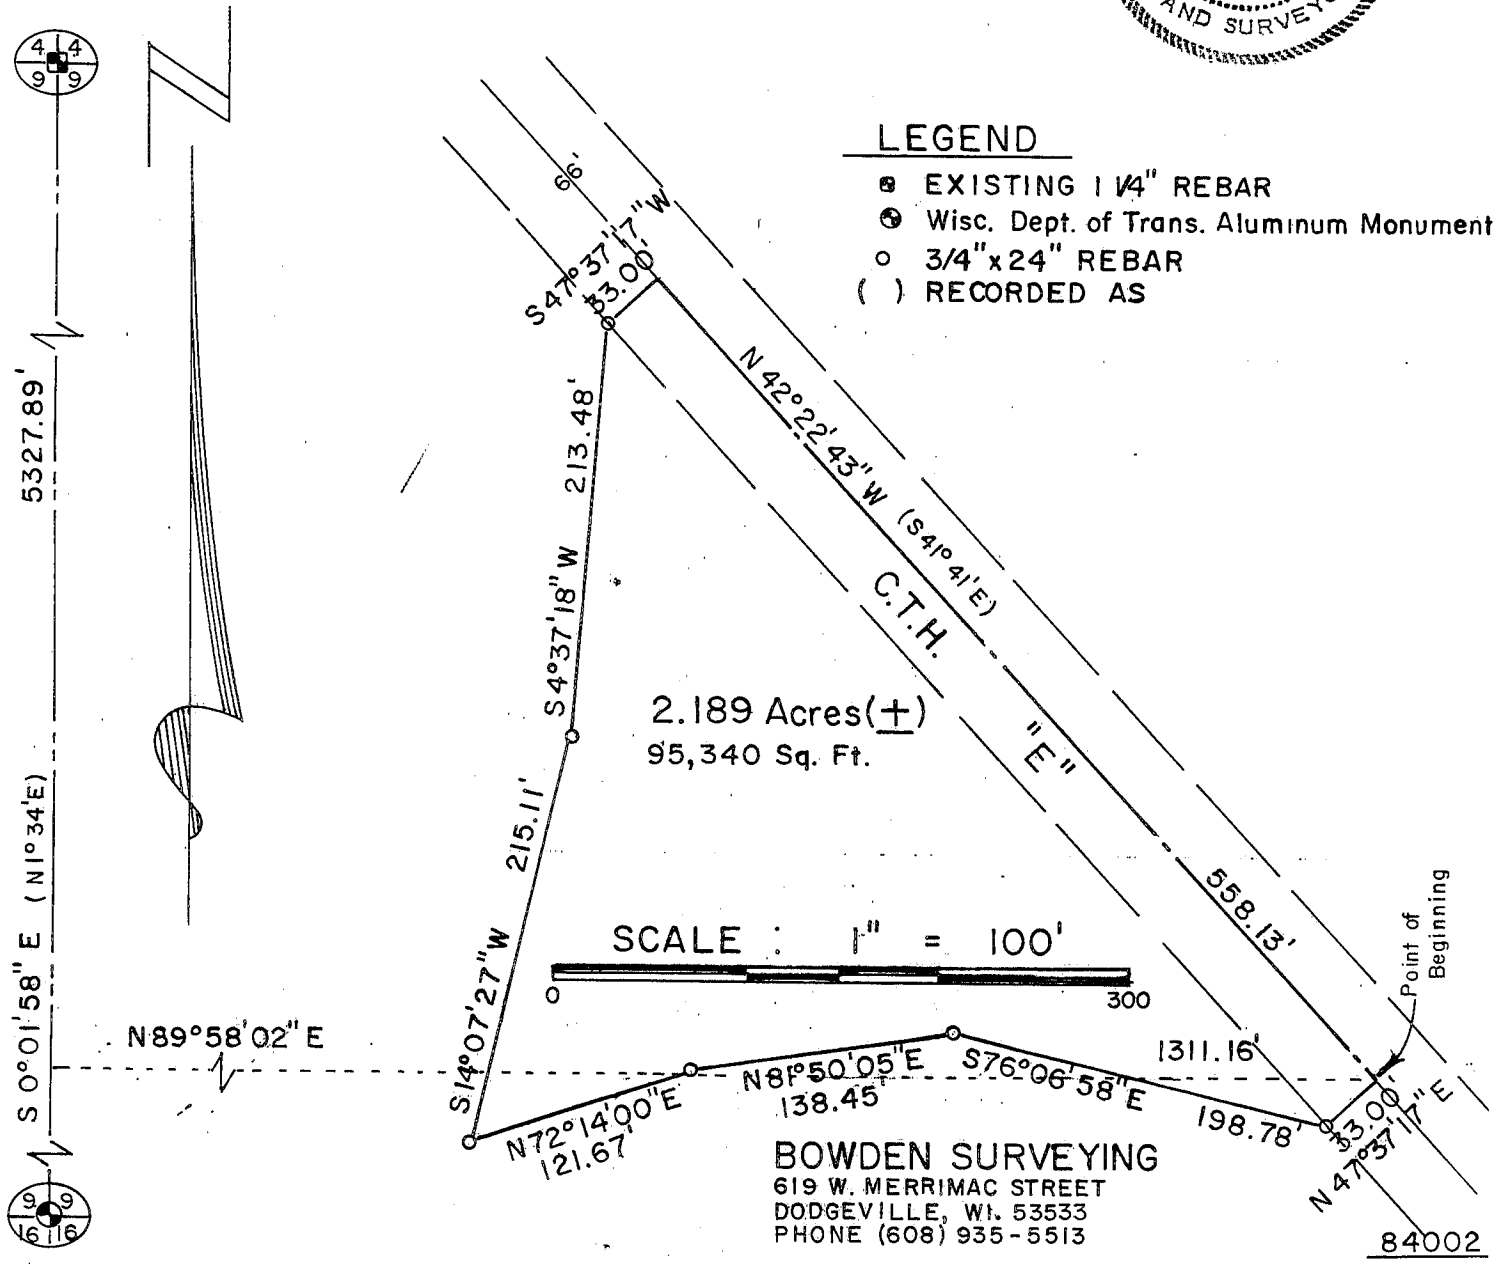 AND SURVEY
4 4
9 9
LEGEND
EXISTING 1 1/4" REBAR
Wisc. Dept. of Trans. Aluminum Monument
3/4"x24" REBAR
( ) RECORDED AS
66'
S47°37'17"W
33.00'
5327.89'
S 0°01'58" E (N1°34'E)
213.48'
S4°37'18"W
N42°22'43"W (S41°41'E)
C.T.H.
"E"
558.13'
2.189 Acres(±)
95,340 Sq. Ft.
215.11'
S14°07'27"W
SCALE : 1" = 100'
0 300
Point of
Beginning
N89°58'02"E
1311.16'
N72°14'00"E
121.67'
N81°50'05"E
138.45'
S76°06'58"E
198.78'
33.00'
N47°37'17"E
BOWDEN SURVEYING
619 W. MERRIMAC STREET
DODGEVILLE, WI. 53533
PHONE (608) 935-5513
9 9
16 16
84002